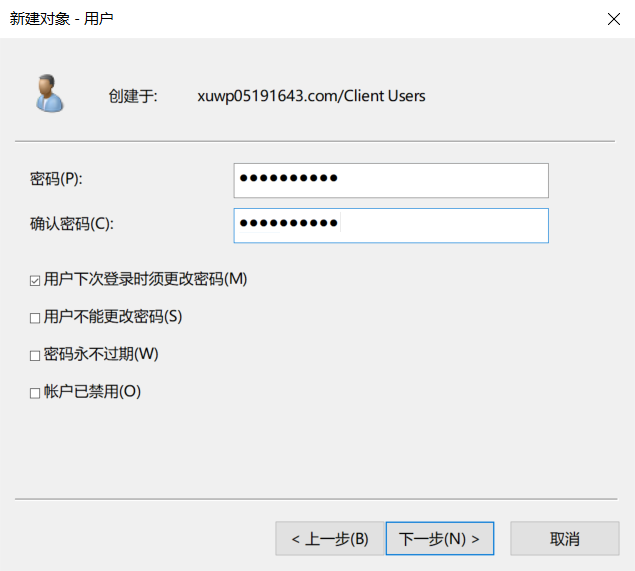 新建对象 - 用户
创建于: xuwp05191643.com/Client Users
密码(P): ●●●●●●●●●●
确认密码(C): ●●●●●●●●●●
用户下次登录时须更改密码(M)
用户不能更改密码(S)
密码永不过期(W)
帐户已禁用(O)
< 上一步(B) 下一步(N) > 取消